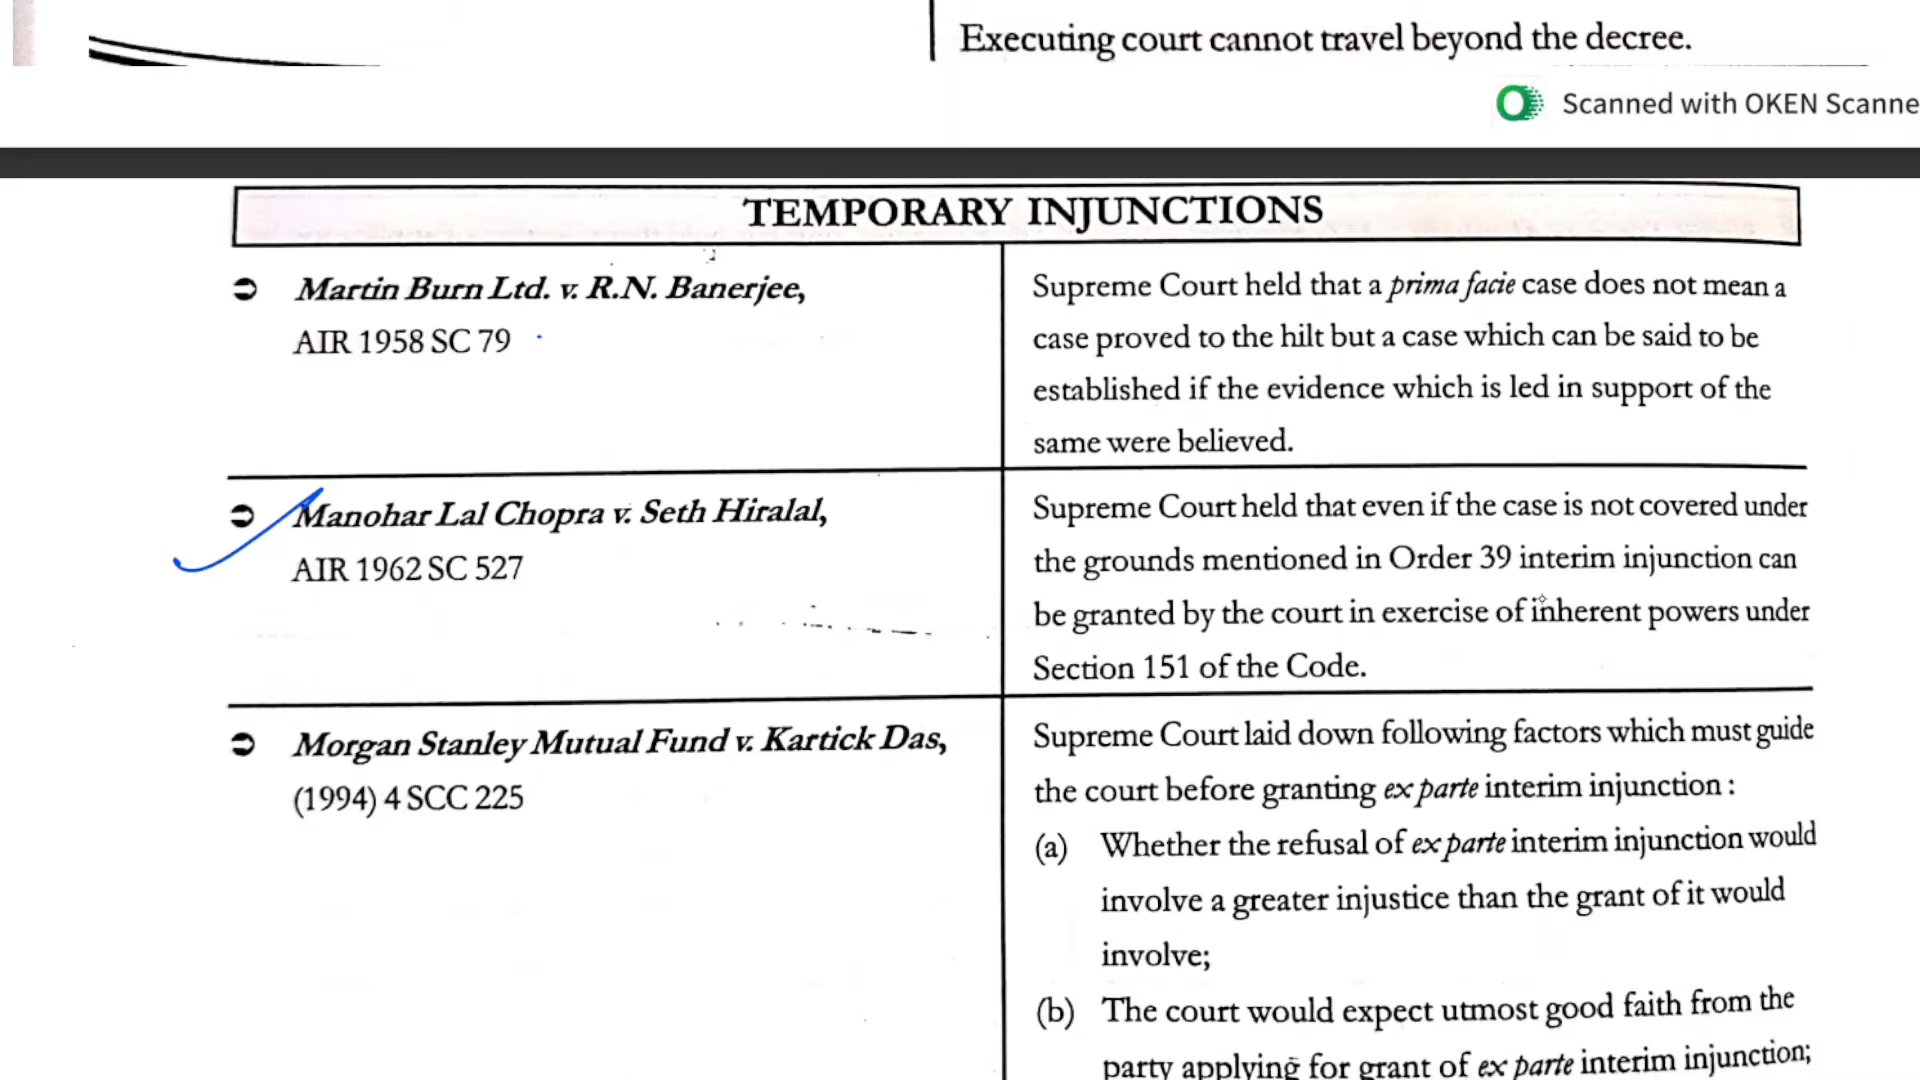 Executing court cannot travel beyond the decree.
Scanned with OKEN Scanne
TEMPORARY INJUNCTIONS
Martin Burn Ltd. v. R.N. Banerjee,
AIR 1958 SC 79
Supreme Court held that a prima facie case does not mean a
case proved to the hilt but a case which can be said to be
established if the evidence which is led in support of the
same were believed.
Manohar Lal Chopra v. Seth Hiralal,
AIR 1962 SC 527
Supreme Court held that even if the case is not covered under
the grounds mentioned in Order 39 interim injunction can
be granted by the court in exercise of inherent powers under
Section 151 of the Code.
Morgan Stanley Mutual Fund v. Kartick Das,
(1994) 4 SCC 225
Supreme Court laid down following factors which must guide
the court before granting ex parte interim injunction :
(a) Whether the refusal of ex parte interim injunction would
involve a greater injustice than the grant of it would
involve;
(b) The court would expect utmost good faith from the
party applying for grant of ex parte interim injunction;